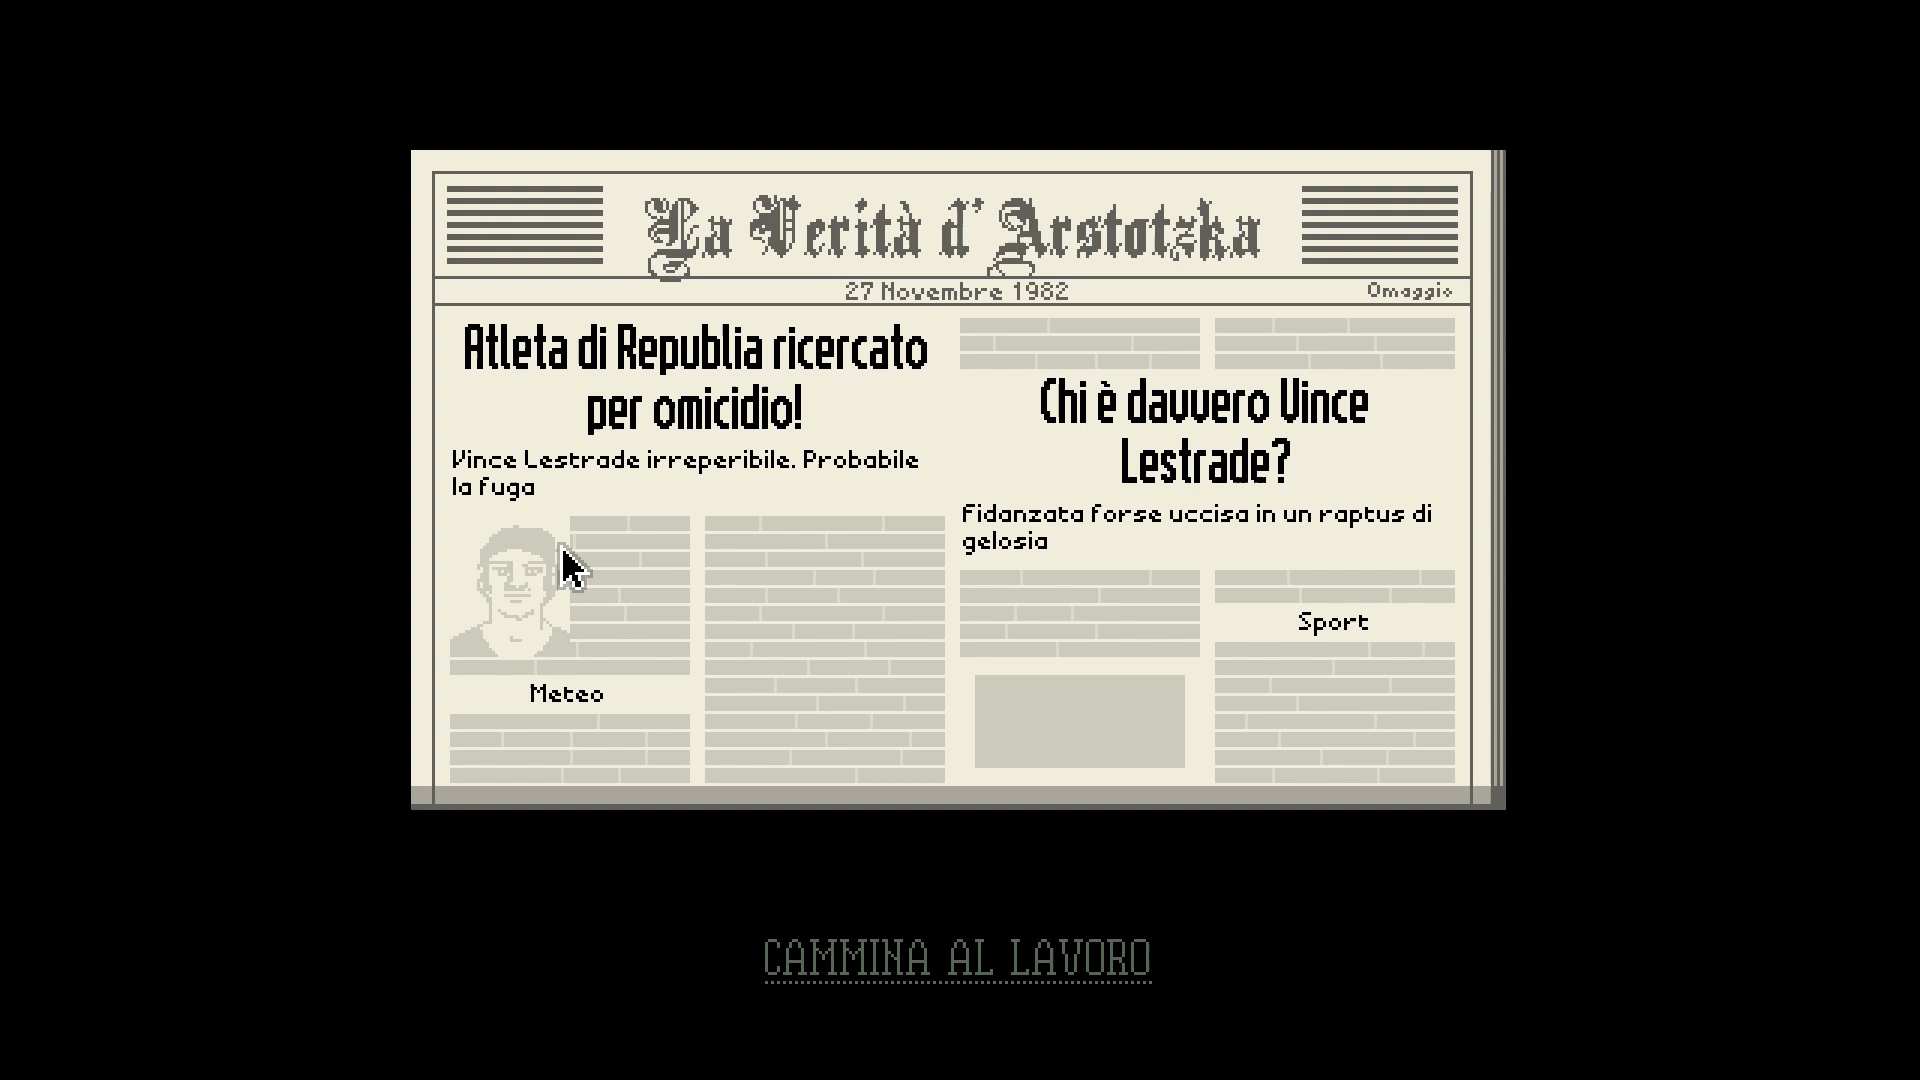 La Verità d'Arstotzka
27 Novembre 1982
Omaggio
Atleta di Republia ricercato
per omicidio!
Vince Lestrade irreperibile. Probabile
la fuga
Meteo
Chi è davvero Vince
Lestrade?
Fidanzata forse uccisa in un raptus di
gelosia
Sport
CAMMINA AL LAVORO